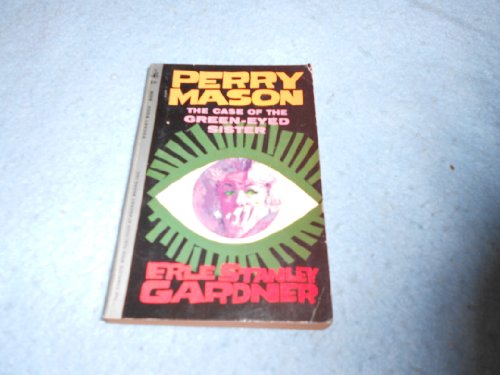 PERRY
MASON
THE CASE OF THE
GREEN-EYED
SISTER
ERLE STANLEY
GARDNER